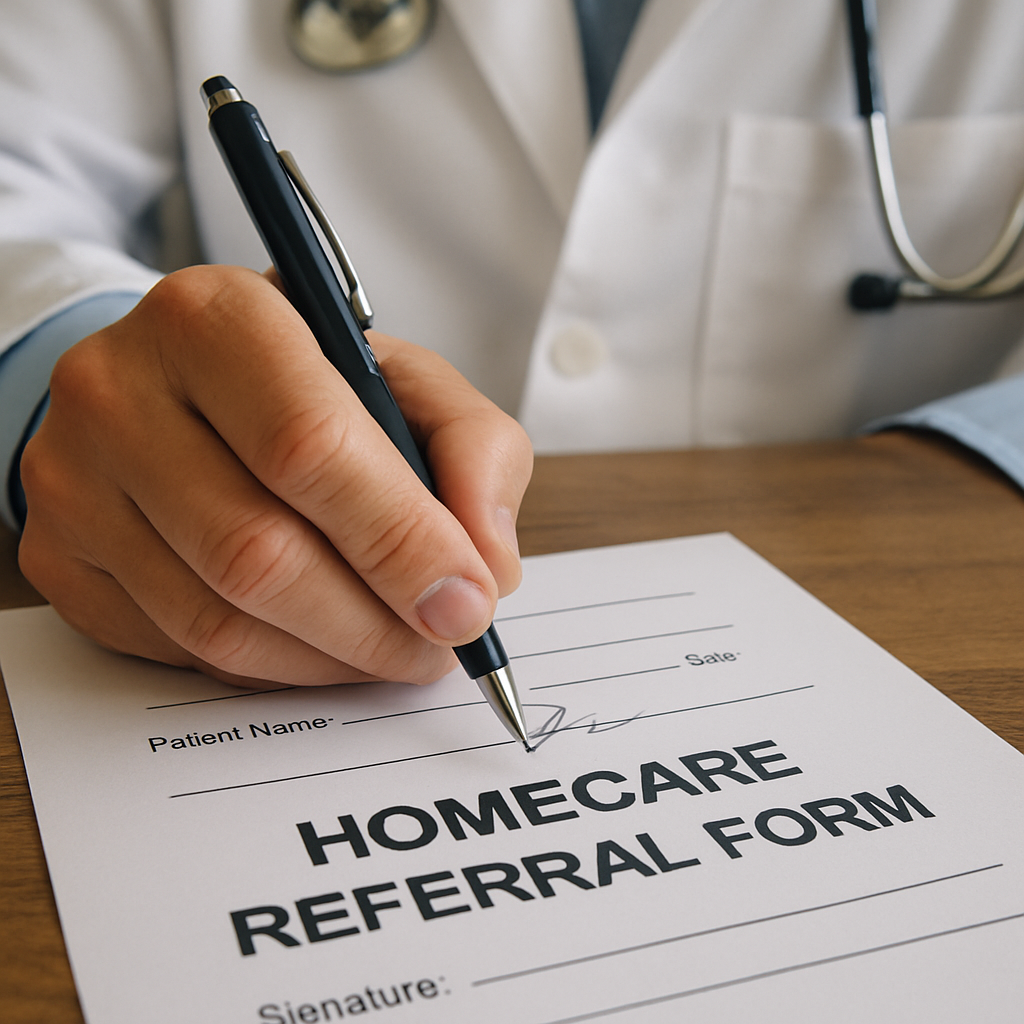 Sate
Patient Name
HOMECARE
REFERRAL FORM
Sienature: